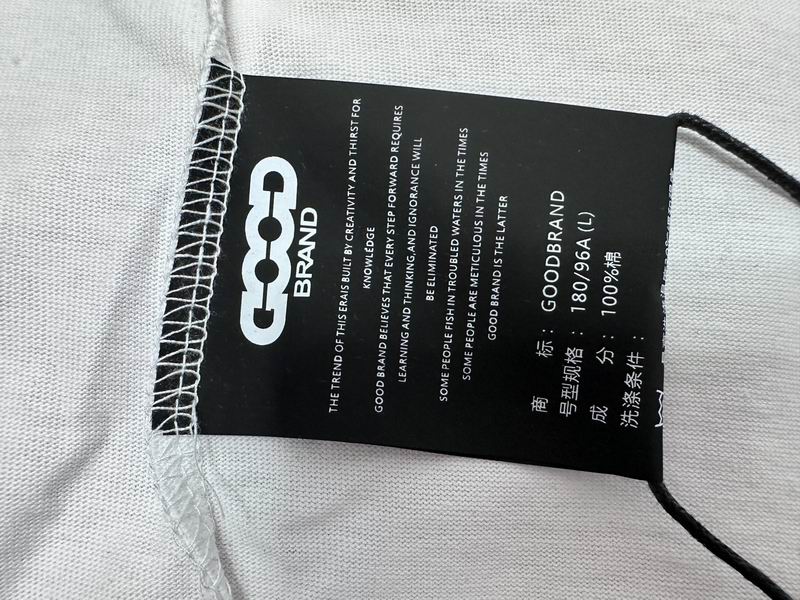 GOOD
BRAND
THE TREND OF THIS ERAIS BUILT BY CREATIVITY AND THIRST FOR
KNOWLEDGE
GOOD BRAND BELIEVES THAT EVERY STEP FORWARD REQUIRES
LEARNING AND THINKING,AND IGNORANCE WILL
BE ELIMINATED
SOME PEOPLE FISH IN TROUBLED WATERS IN THE TIMES
SOME PEOPLE ARE METICULOUS IN THE TIMES
GOOD BRAND IS THE LATTER
商 标：GOODBRAND
号型规格：180/96A (L)
成 分：100%棉
洗涤条件：